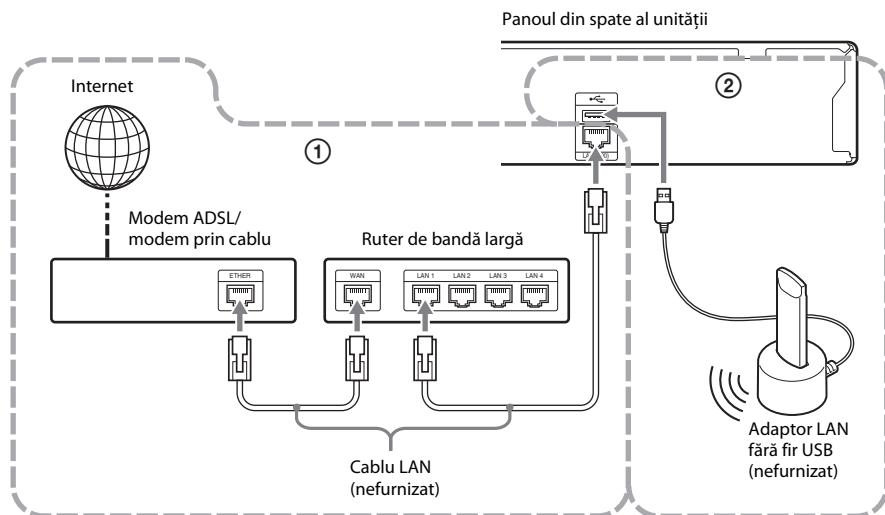 Panoul din spate al unității
Internet
②
①
Modem ADSL/
modem prin cablu
Ruter de bandă largă
ETHER
WAN
LAN 1
LAN 2
LAN 3
LAN 4
Adaptor LAN
fără fir USB
(nefurnizat)
Cablu LAN
(nefurnizat)